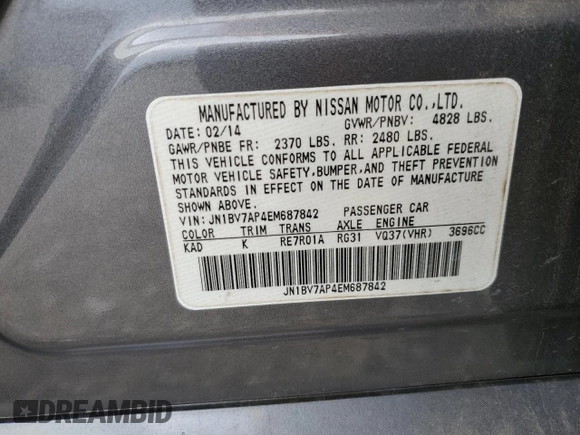 MANUFACTURED BY NISSAN MOTOR CO.,LTD.
DATE: 02/14 GVWR/PNBV: 4828 LBS.
GAWR/PNBE FR: 2370 LBS. RR: 2480 LBS.
THIS VEHICLE CONFORMS TO ALL APPLICABLE FEDERAL
MOTOR VEHICLE SAFETY,BUMPER,AND THEFT PREVENTION
STANDARDS IN EFFECT ON THE DATE OF MANUFACTURE
SHOWN ABOVE.
VIN: JN1BV7AP4EM687842 PASSENGER CAR
COLOR TRIM TRANS AXLE ENGINE
KAD K RE7R01A RG31 VQ37(VHR) 3696CC
JN1BV7AP4EM687842
DREAMBID